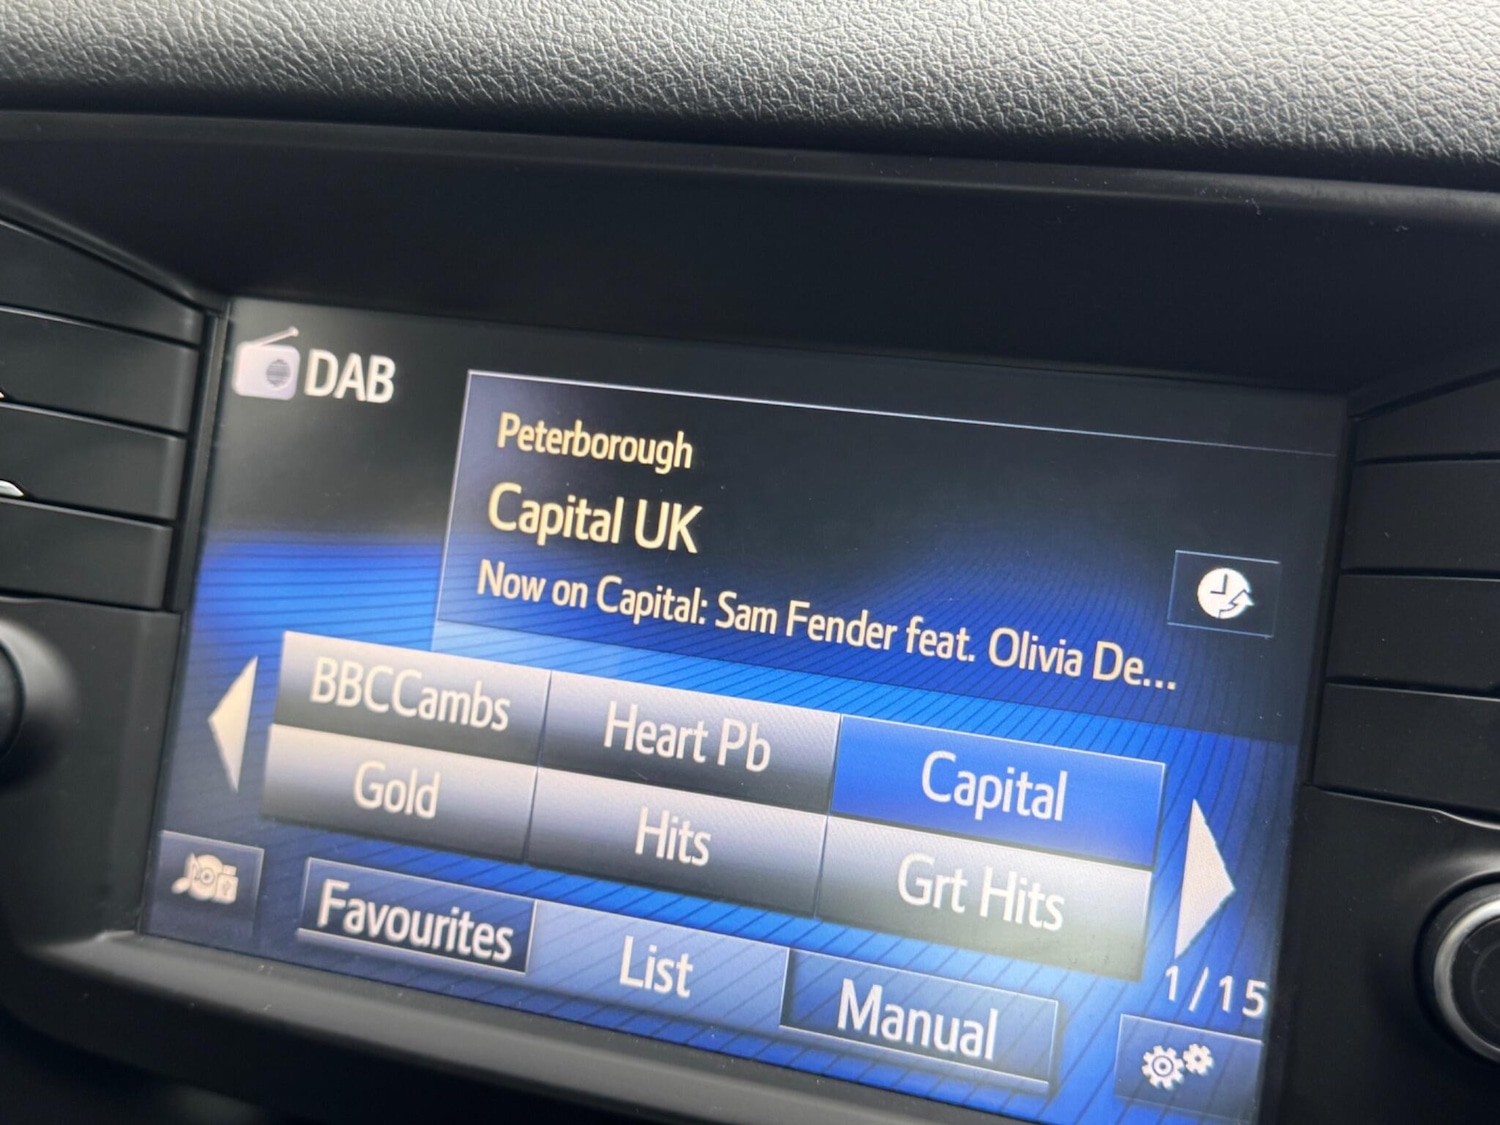 DAB
Peterborough
Capital UK
Now on Capital: Sam Fender feat. Olivia De...
BBCCambs Heart Pb Capital
Gold Hits Grt Hits
Favourites List Manual
1/15